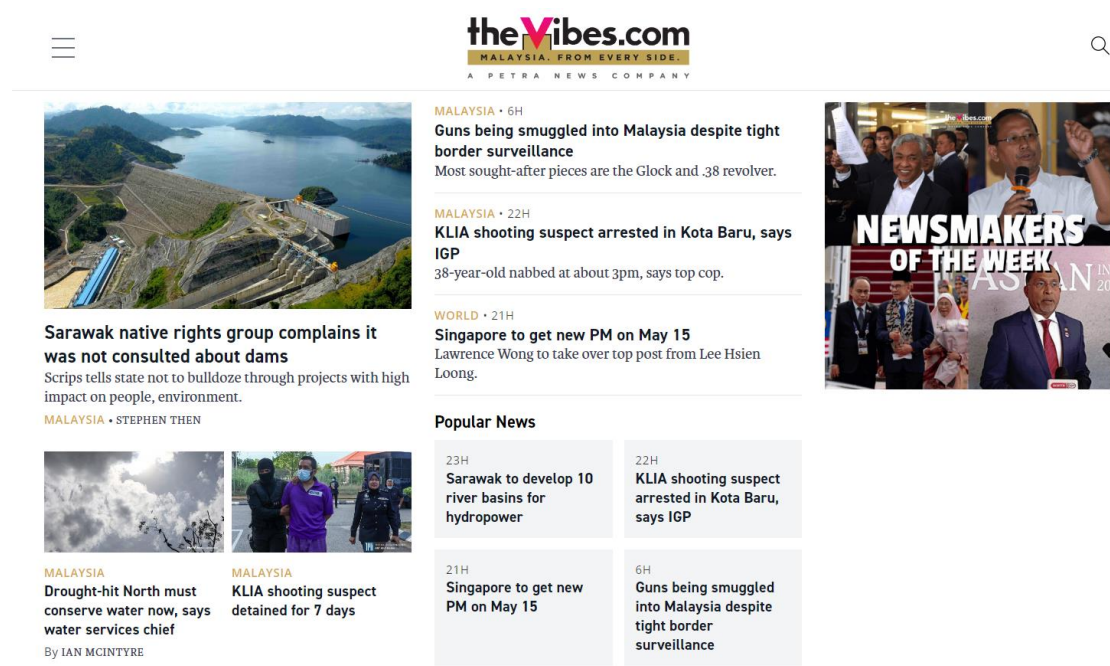 theVibes.com
MALAYSIA. FROM EVERY SIDE.
A PETRA NEWS COMPANY
Sarawak native rights group complains it
was not consulted about dams
Scrips tells state not to bulldoze through projects with high
impact on people, environment.
MALAYSIA • STEPHEN THEN
MALAYSIA
Drought-hit North must
conserve water now, says
water services chief
By IAN MCINTYRE
MALAYSIA
KLIA shooting suspect
detained for 7 days
MALAYSIA • 6H
Guns being smuggled into Malaysia despite tight
border surveillance
Most sought-after pieces are the Glock and .38 revolver.
MALAYSIA • 22H
KLIA shooting suspect arrested in Kota Baru, says
IGP
38-year-old nabbed at about 3pm, says top cop.
WORLD • 21H
Singapore to get new PM on May 15
Lawrence Wong to take over top post from Lee Hsien
Loong.
Popular News
23H
Sarawak to develop 10
river basins for
hydropower
22H
KLIA shooting suspect
arrested in Kota Baru,
says IGP
21H
Singapore to get new
PM on May 15
6H
Guns being smuggled
into Malaysia despite
tight border
surveillance
theVibes.com
NEWSMAKERS
OF THE WEEK